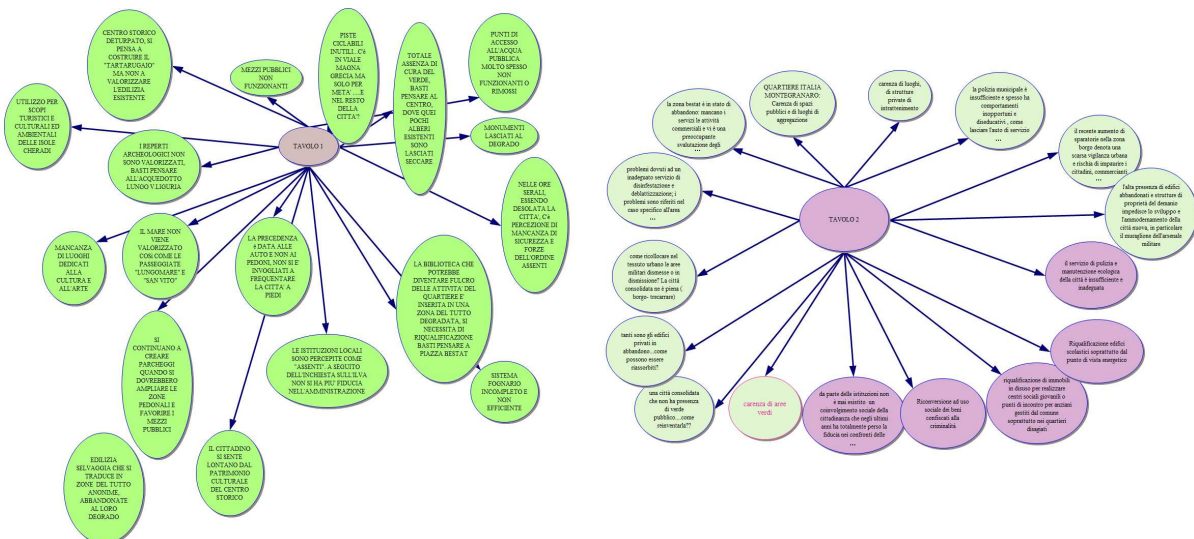 CENTRO STORICO
DETURPATO, SI
PENSA A
COSTRUIRE IL
"TARTARUGAIO"
MA NON A
VALORIZZARE
L'EDILIZIA
ESISTENTE
MEZZI PUBBLICI
NON
FUNZIONANTI
PISTE
CICLABILI
INUTILI...C'è
IN VIALE
MAGNA
GRECIA MA
SOLO PER
META' ....E
NEL RESTO
DELLA
CITTA'?
TOTALE
ASSENZA DI
CURA DEL
VERDE,
BASTI
PENSARE AL
CENTRO,
DOVE QUEI
POCHI
ALBERI
ESISTENTI
SONO
LASCIATI
SECCARE
PUNTI DI
ACCESSO
ALL'ACQUA
PUBBLICA
MOLTO SPESSO
NON
FUNZIONANTI O
RIMOSSI
UTILIZZO PER
SCOPI
TURISTICI E
CULTURALI ED
AMBIENTALI
DELLE ISOLE
CHERADI
I REPERTI
ARCHEOLOGICI NON
SONO VALORIZZATI,
BASTI PENSARE
ALL'ACQUEDOTTO
LUNGO V.LIGURIA
TAVOLO 1
MONUMENTI
LASCIATI AL
DEGRADO
NELLE ORE
SERALI,
ESSENDO
DESOLATA LA
CITTA', C'è
PERCEZIONE DI
MANCANZA DI
SICUREZZA E
FORZE
DELL'ORDINE
ASSENTI
MANCANZA
DI LUOGHI
DEDICATI
ALLA
CULTURA E
ALL'ARTE
IL MARE NON
VIENE
VALORIZZATO
COSì COME LE
PASSEGGIATE
"LUNGOMARE" E
"SAN VITO"
LA PRECEDENZA
è DATA ALLE
AUTO E NON AI
PEDONI, NON SI E'
INVOGLIATI A
FREQUENTARE
LA CITTA' A
PIEDI
LA BIBLIOTECA CHE
POTREBBE
DIVENTARE FULCRO
DELLE ATTIVITA' DEL
QUARTIERE E'
INSERITA IN UNA
ZONA DEL TUTTO
DEGRADATA, SI
NECESSITA DI
RIQUALIFICAZIONE
BASTI PENSARE A
PIAZZA BESTAT
SI
CONTINUANO A
CREARE
PARCHEGGI
QUANDO SI
DOVREBBERO
AMPLIARE LE
ZONE
PEDONALI E
FAVORIRE I
MEZZI
PUBBLICI
LE ISTITUZIONI LOCALI
SONO PERCEPITE COME
"ASSENTI". A SEGUITO
DELL'INCHIESTA SULL'ILVA
NON SI HA PIU' FIDUCIA
NELL'AMMINISTRAZIONE
SISTEMA
FOGNARIO
INCOMPLETO E
NON
EFFICIENTE
IL CITTADINO
SI SENTE
LONTANO DAL
PATRIMONIO
CULTURALE
DEL CENTRO
STORICO
EDILIZIA
SELVAGGIA CHE SI
TRADUCE IN
ZONE DEL TUTTO
ANONIME,
ABBANDONATE
AL LORO
DEGRADO
la zona bestat è in stato di
abbandono: mancano i
servizi le attività
commerciali e vi è una
preoccupante
svalutazione degli
...
QUARTIERE ITALIA
MONTEGRANARO:
Carenza di spazi
pubblici e di luoghi di
aggregazione
carenza di luoghi,
di strutture
private di
intrattenimento
la polizia municipale è
insufficiente e spesso ha
comportamenti
inopportuni e
diseducativi , come
lasciare l'auto di servizio
...
il recente aumento di
sparatorie nella zona
borgo denota una
scarsa vigilanza urbana
e rischia di impaurire i
cittadini, commercianti
...
problemi dovuti ad un
inadeguato servizio di
disinfestazione e
deblattizzazione; i
problemi sono riferiti nel
caso specifico all'area
...
TAVOLO 2
l'alta presenza di edifici
abbandonati e strutture di
proprietà del demanio
impedisce lo sviluppo e
l'ammodernamento della
città nuova, in particolare
il muraglione dell'arsenale
militare
come ricollocare nel
tessuto urbano le aree
militari dismesse o in
dismissione? La città
consolidata ne è piena (
borgo- trecarrare)
il servizio di pulizia e
manutenzione ecologica
della città è insufficiente e
inadeguata
tanti sono gli edifici
privati in
abbandono...come
possono essere
riassorbiti?
Riqualificazione edifici
scolastici soprattutto dal
punto di vista energetico
una città consolidata
che non ha presenza
di verde
pubblico....come
reinventarla??
carenza di aree
verdi
da parte delle istituzioni non
è mai esistito un
coinvolgimento sociale della
cittadinanza che negli ultimi
anni ha totalmente perso la
fiducia nei confronti delle
...
Riconversione ad uso
sociale dei beni
confiscati alla
criminalità
riqualificazione di immobili
in disuso per realizzare
centri sociali giovanili o
punti di incontro per anziani
gestiti dal comune
soprattutto nei quartieri
disagiati